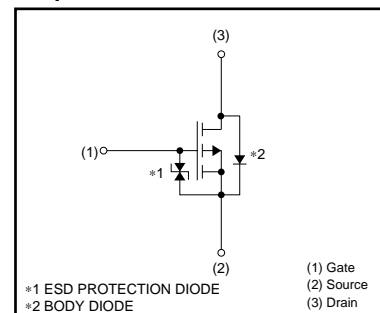 (3)
(1)
∗1
∗2
(2)
∗1 ESD PROTECTION DIODE
∗2 BODY DIODE
(1) Gate
(2) Source
(3) Drain